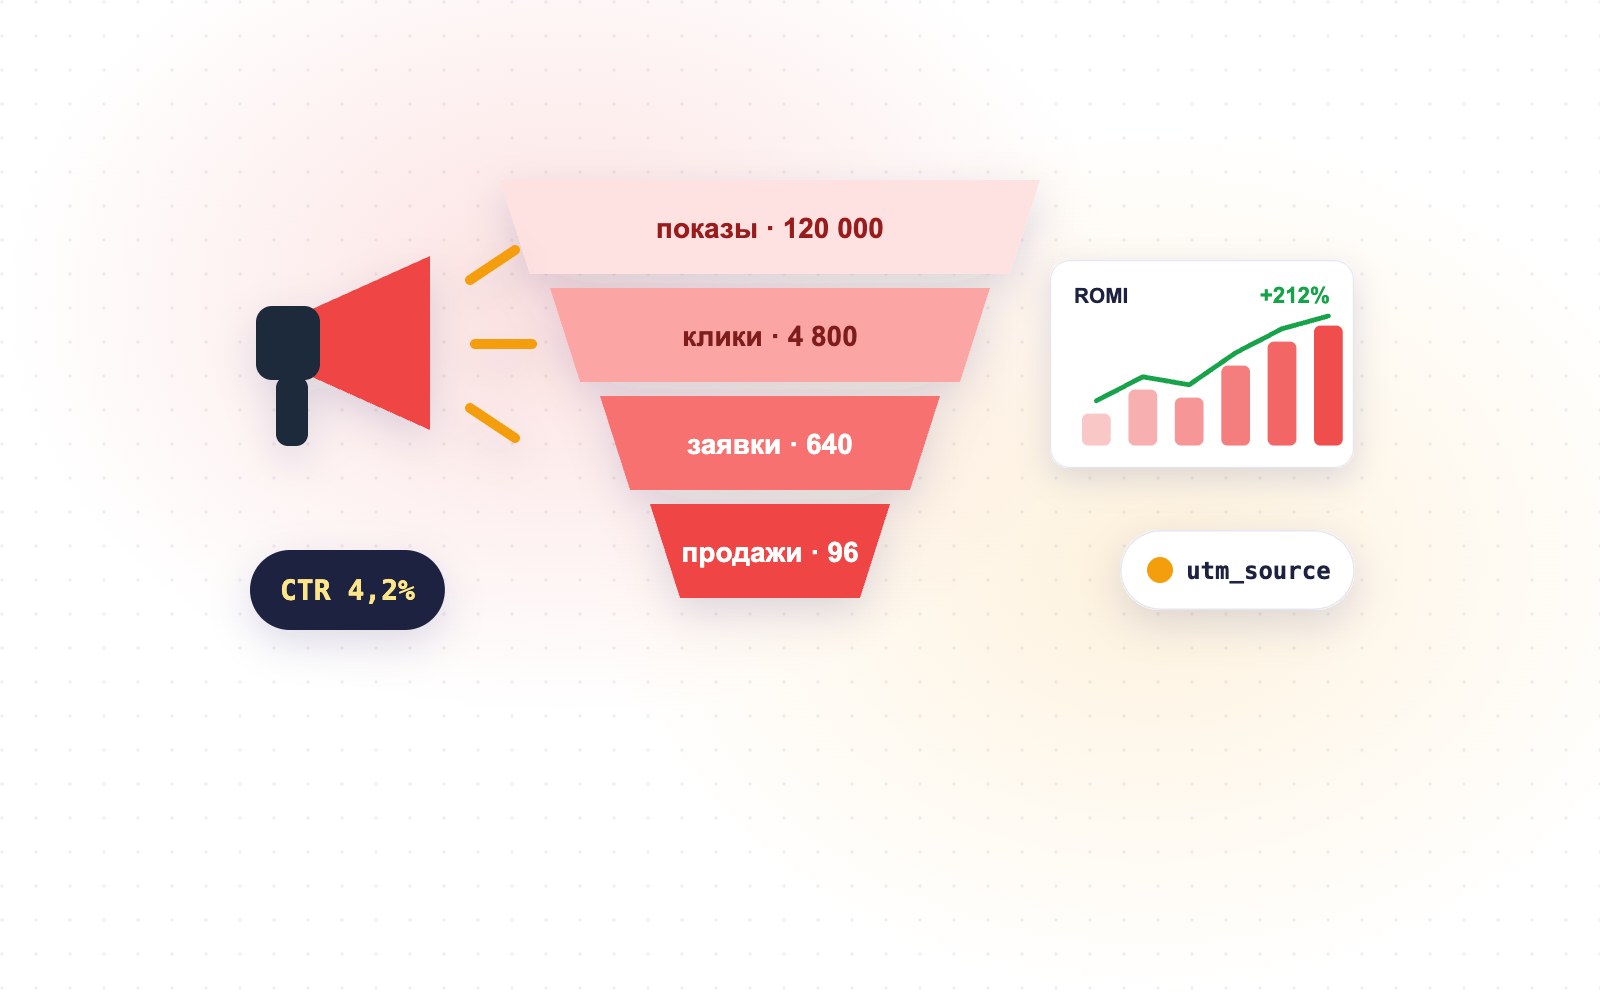 показы · 120 000
клики · 4 800
заявки · 640
продажи · 96
ROMI
+212%
CTR 4,2%
utm_source